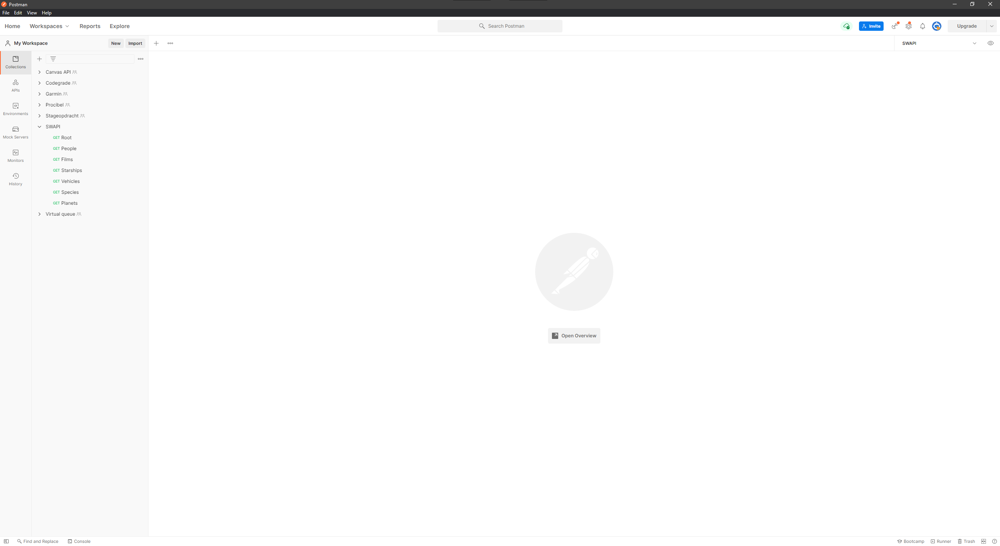 Postman
File Edit View Help
Home Workspaces Reports Explore
Search Postman
Invite
Upgrade
My Workspace
New
Import
SWAPI
Collections
APIs
Environments
Mock Servers
Monitors
History
Canvas API
Codegrade
Garmin
Procibel
Stageopdracht
SWAPI
GET Root
GET People
GET Films
GET Starships
GET Vehicles
GET Species
GET Planets
Virtual queue
Open Overview
Find and Replace
Console
Bootcamp
Runner
Trash